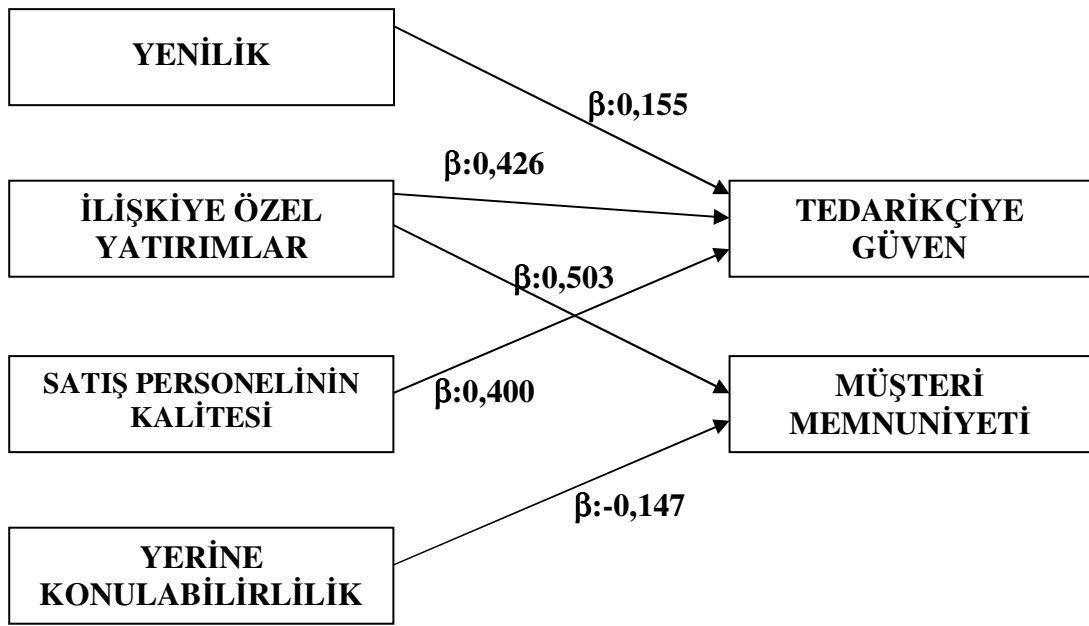 YENİLİK
β:0,155
β:0,426
İLİŞKİYE ÖZEL
YATIRIMLAR
TEDARİKÇİYE
GÜVEN
β:0,503
SATIŞ PERSONELİNİN
KALİTESİ
β:0,400
MÜŞTERİ
MEMNUNİYETİ
β:-0,147
YERİNE
KONULABİLİRLİLİK